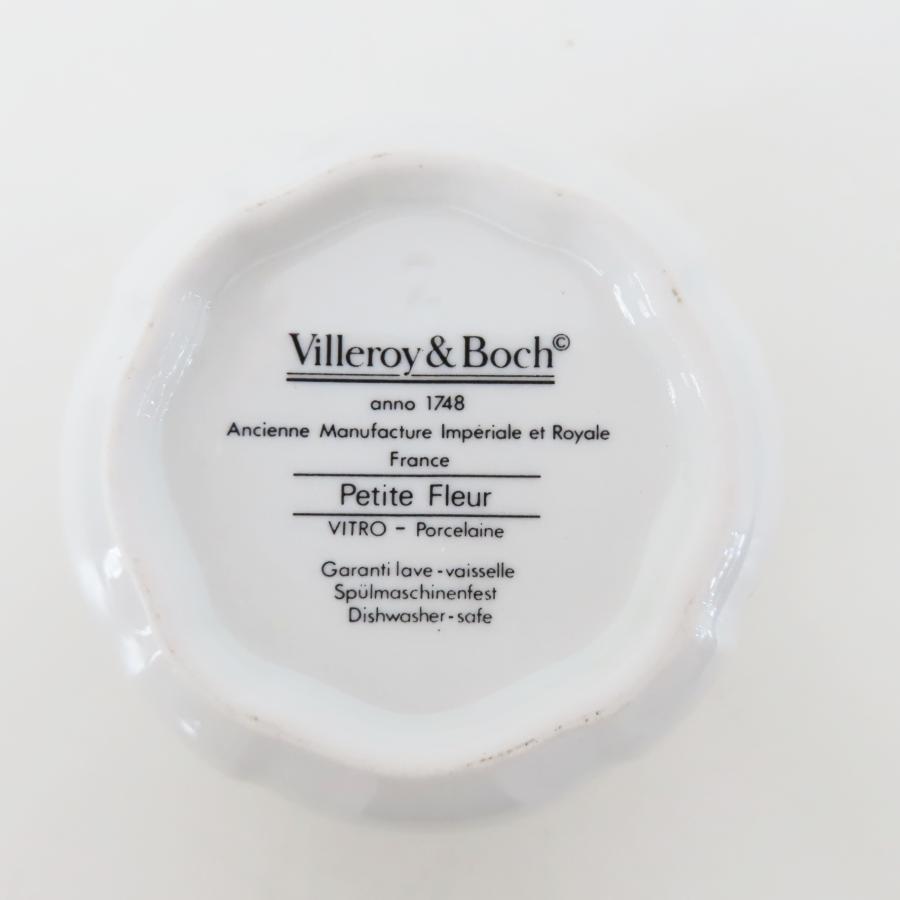 Villeroy & Boch©
anno 1748
Ancienne Manufacture Impériale et Royale
France
Petite Fleur
VITRO – Porcelaine
Garanti lave-vaisselle
Spülmaschinenfest
Dishwasher-safe